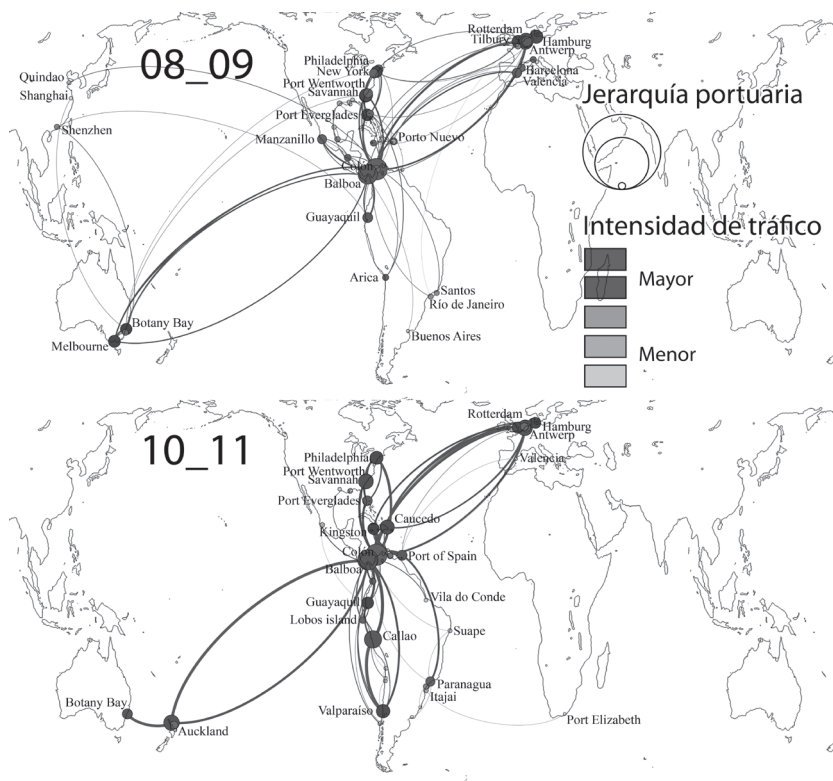 08_09
Quindao
Shanghai
Shenzhen
Philadelphia
New York
Port Wentworth
Savannah
Port Everglades
Manzanillo
Porto Nuevo
Colón
Balboa
Guayaquil
Arica
Santos
Río de Janeiro
Buenos Aires
Botany Bay
Melbourne
Rotterdam
Tilbury
Hamburg
Antwerp
Barcelona
Valencia
Jerarquía portuaria
Intensidad de tráfico
Mayor
Menor
10_11
Rotterdam
Hamburg
Antwerp
Valencia
Philadelphia
Port Wentworth
Savannah
Port Everglades
Caucedo
Kingston
Colón
Port of Spain
Balboa
Vila do Conde
Guayaquil
Lobos island
Suape
Callao
Paranagua
Itajai
Valparaíso
Port Elizabeth
Botany Bay
Auckland